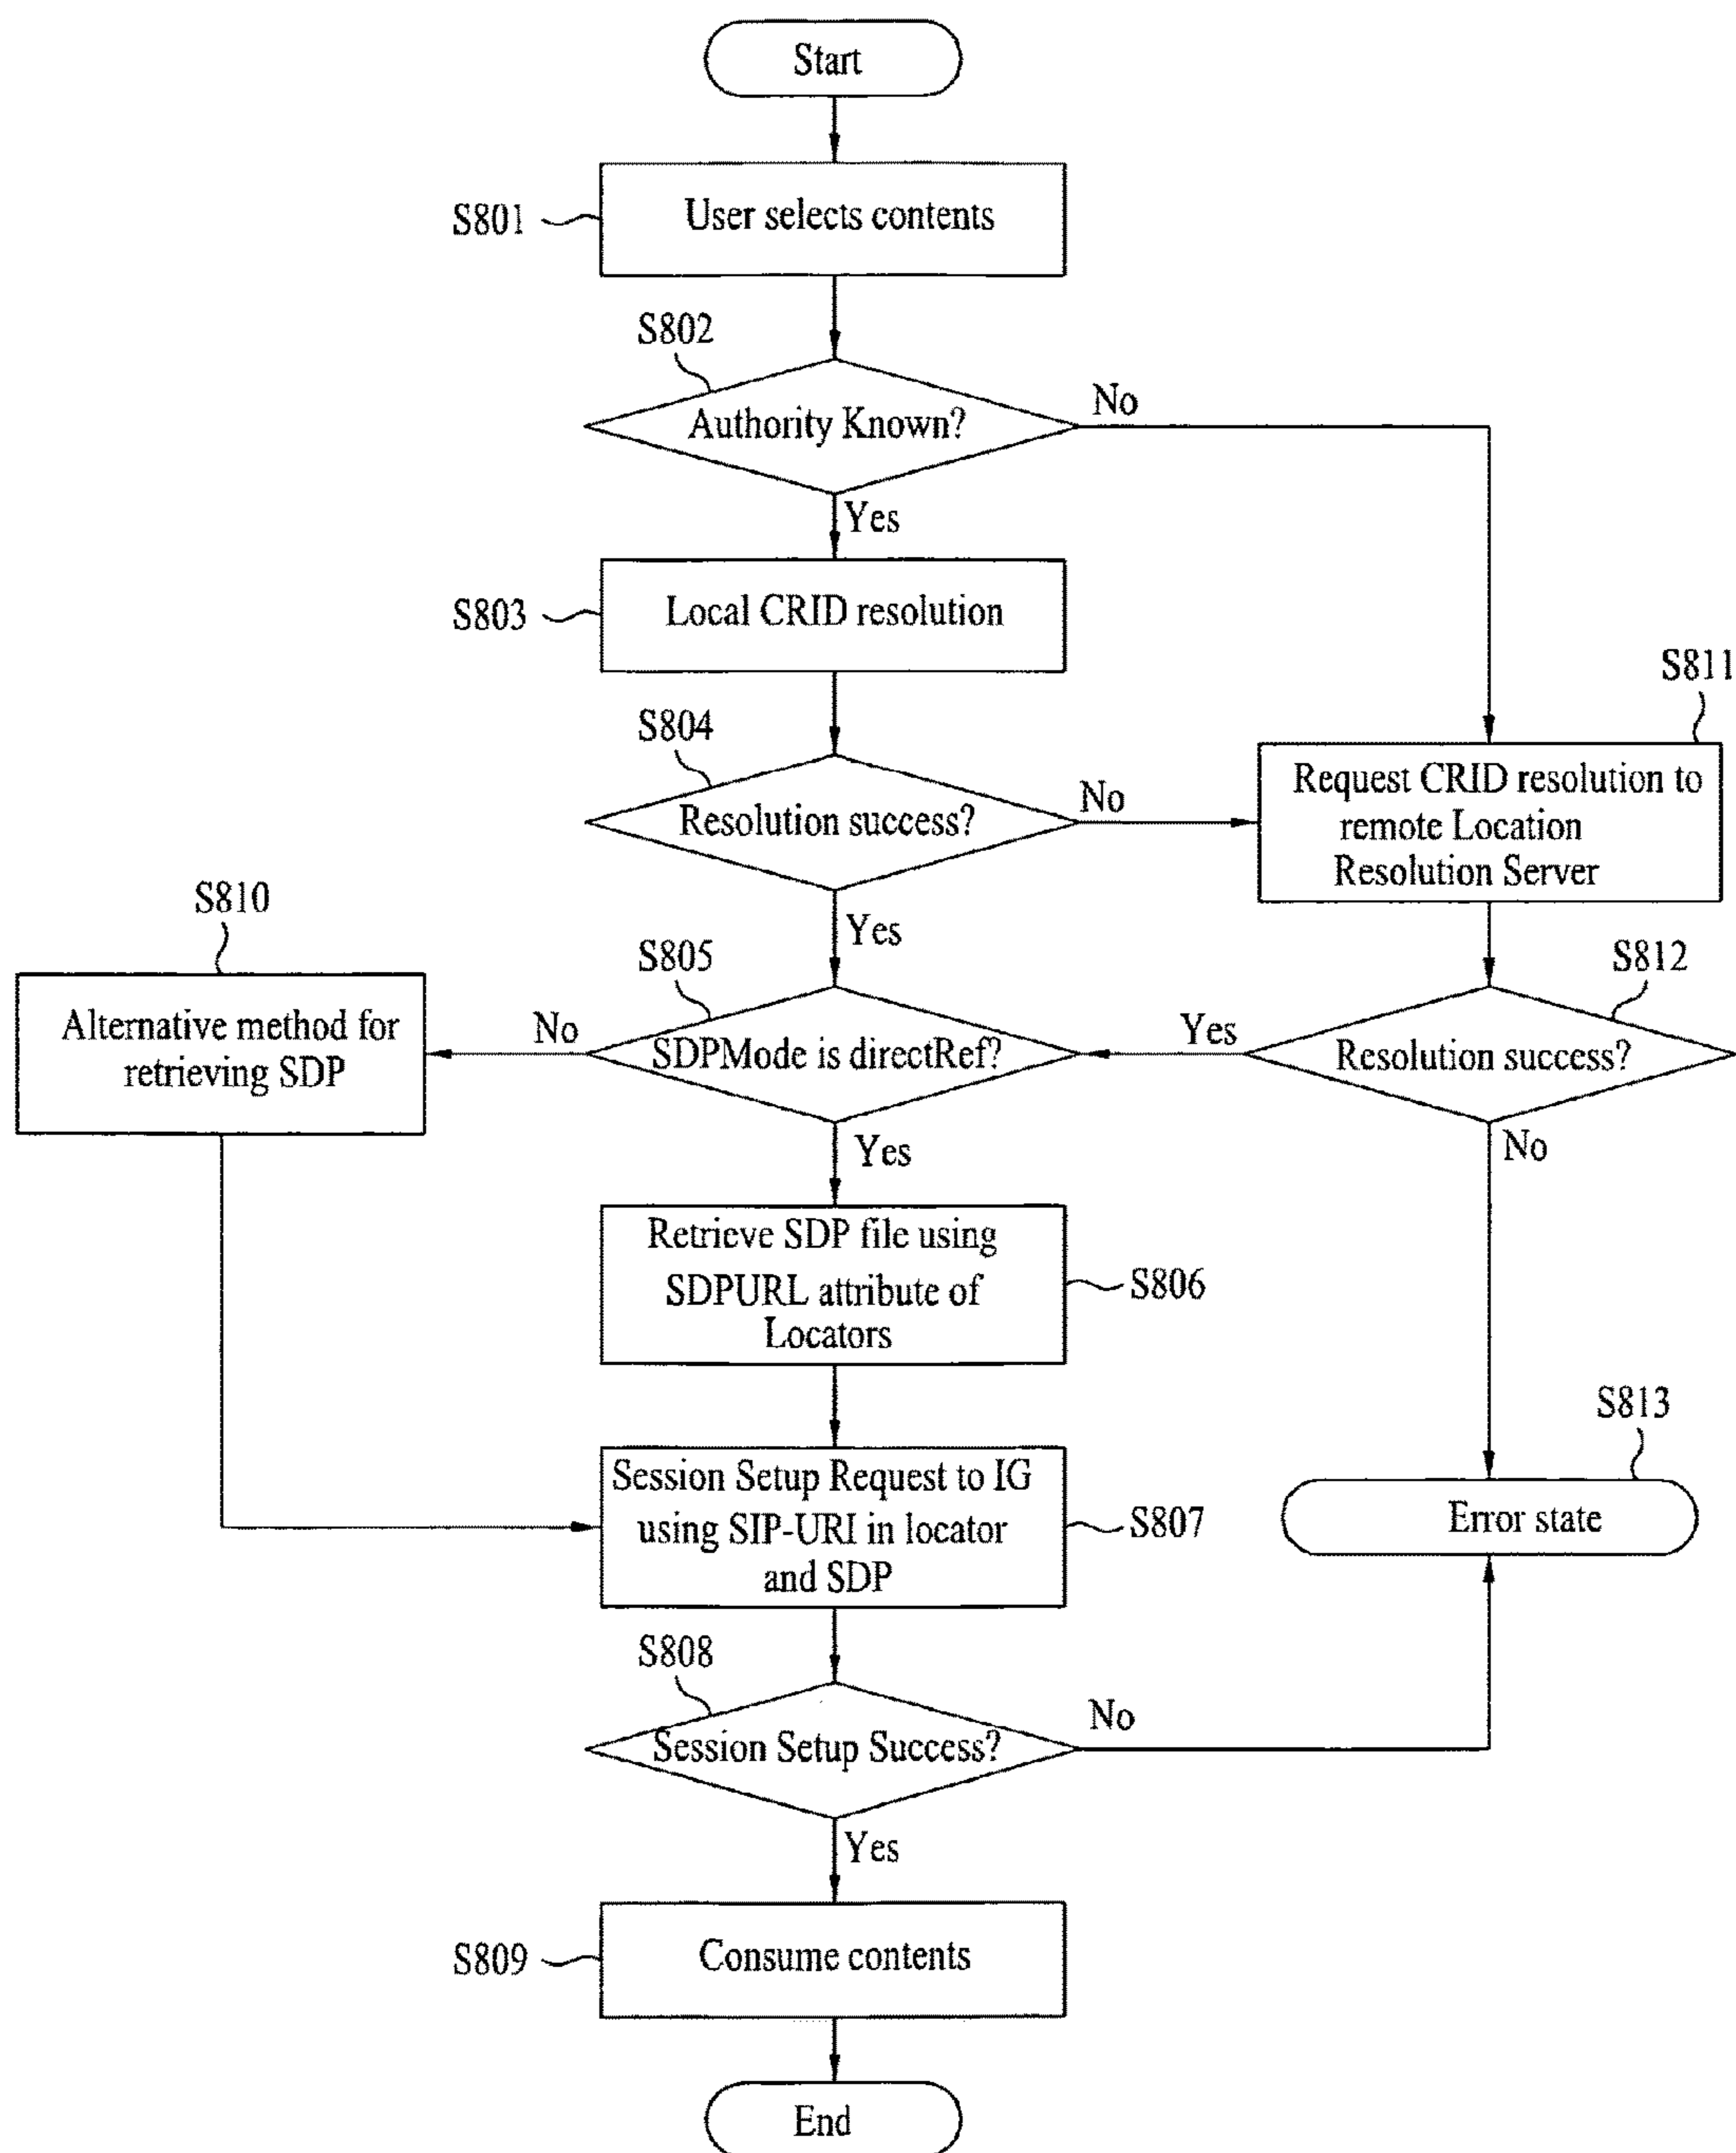 Start
S801
User selects contents
S802
Authority Known?
No
Yes
S803
Local CRID resolution
S804
Resolution success?
No
Yes
S811
Request CRID resolution to
remote Location
Resolution Server
S810
Alternative method for
retrieving SDP
S805
SDPMode is directRef?
No
Yes
Yes
S812
Resolution success?
No
Retrieve SDP file using
SDPURL attribute of
Locators
S806
Session Setup Request to IG
using SIP-URI in locator
and SDP
S807
S813
Error state
S808
Session Setup Success?
No
Yes
S809
Consume contents
End